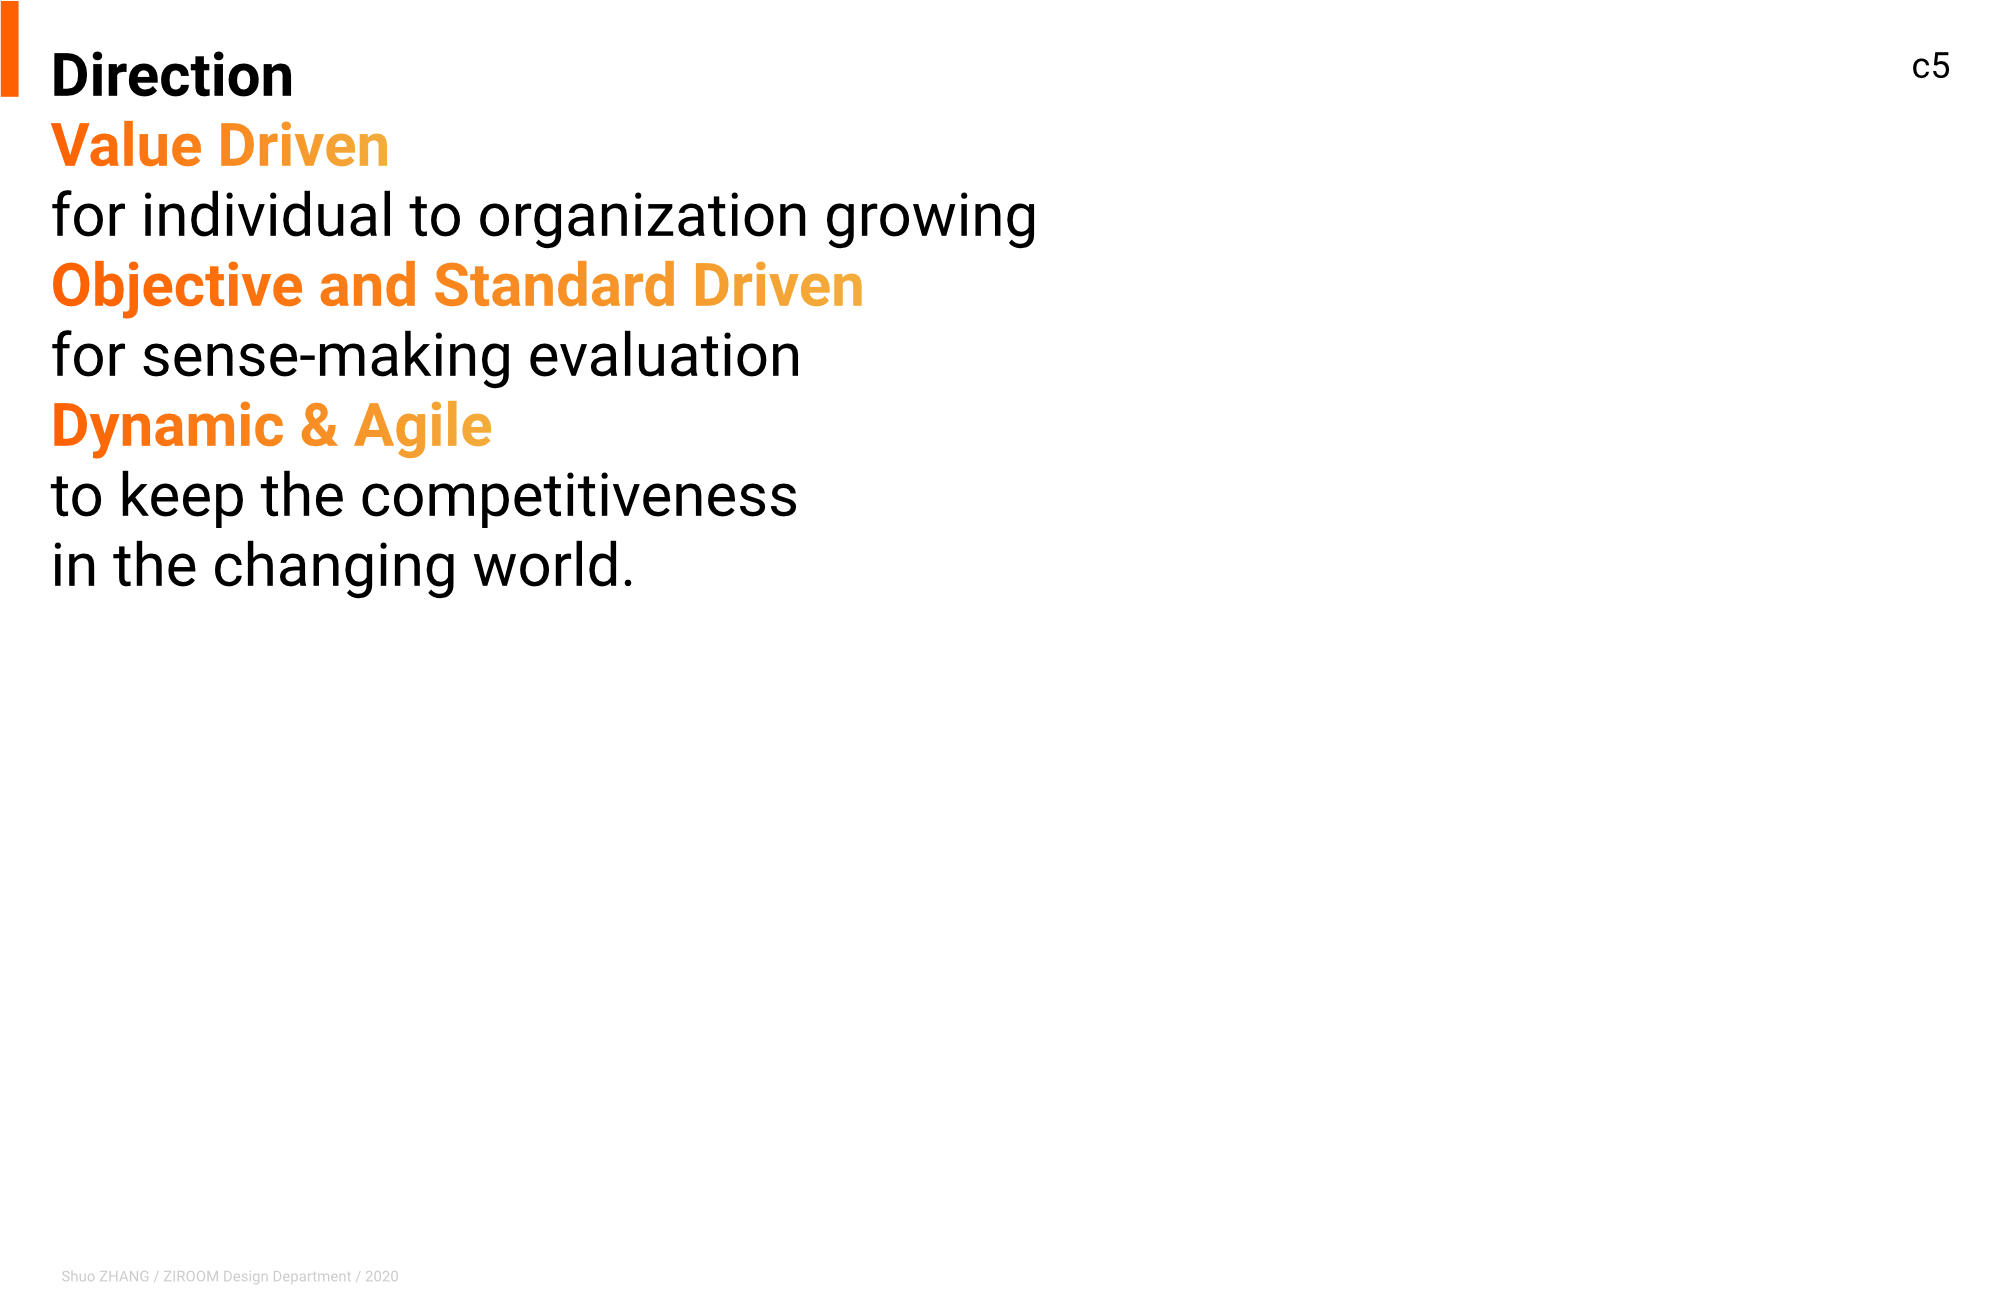 Direction
c5
Value Driven
for individual to organization growing
Objective and Standard Driven
for sense-making evaluation
Dynamic & Agile
to keep the competitiveness
in the changing world.
Shuo ZHANG / ZIROOM Design Department / 2020